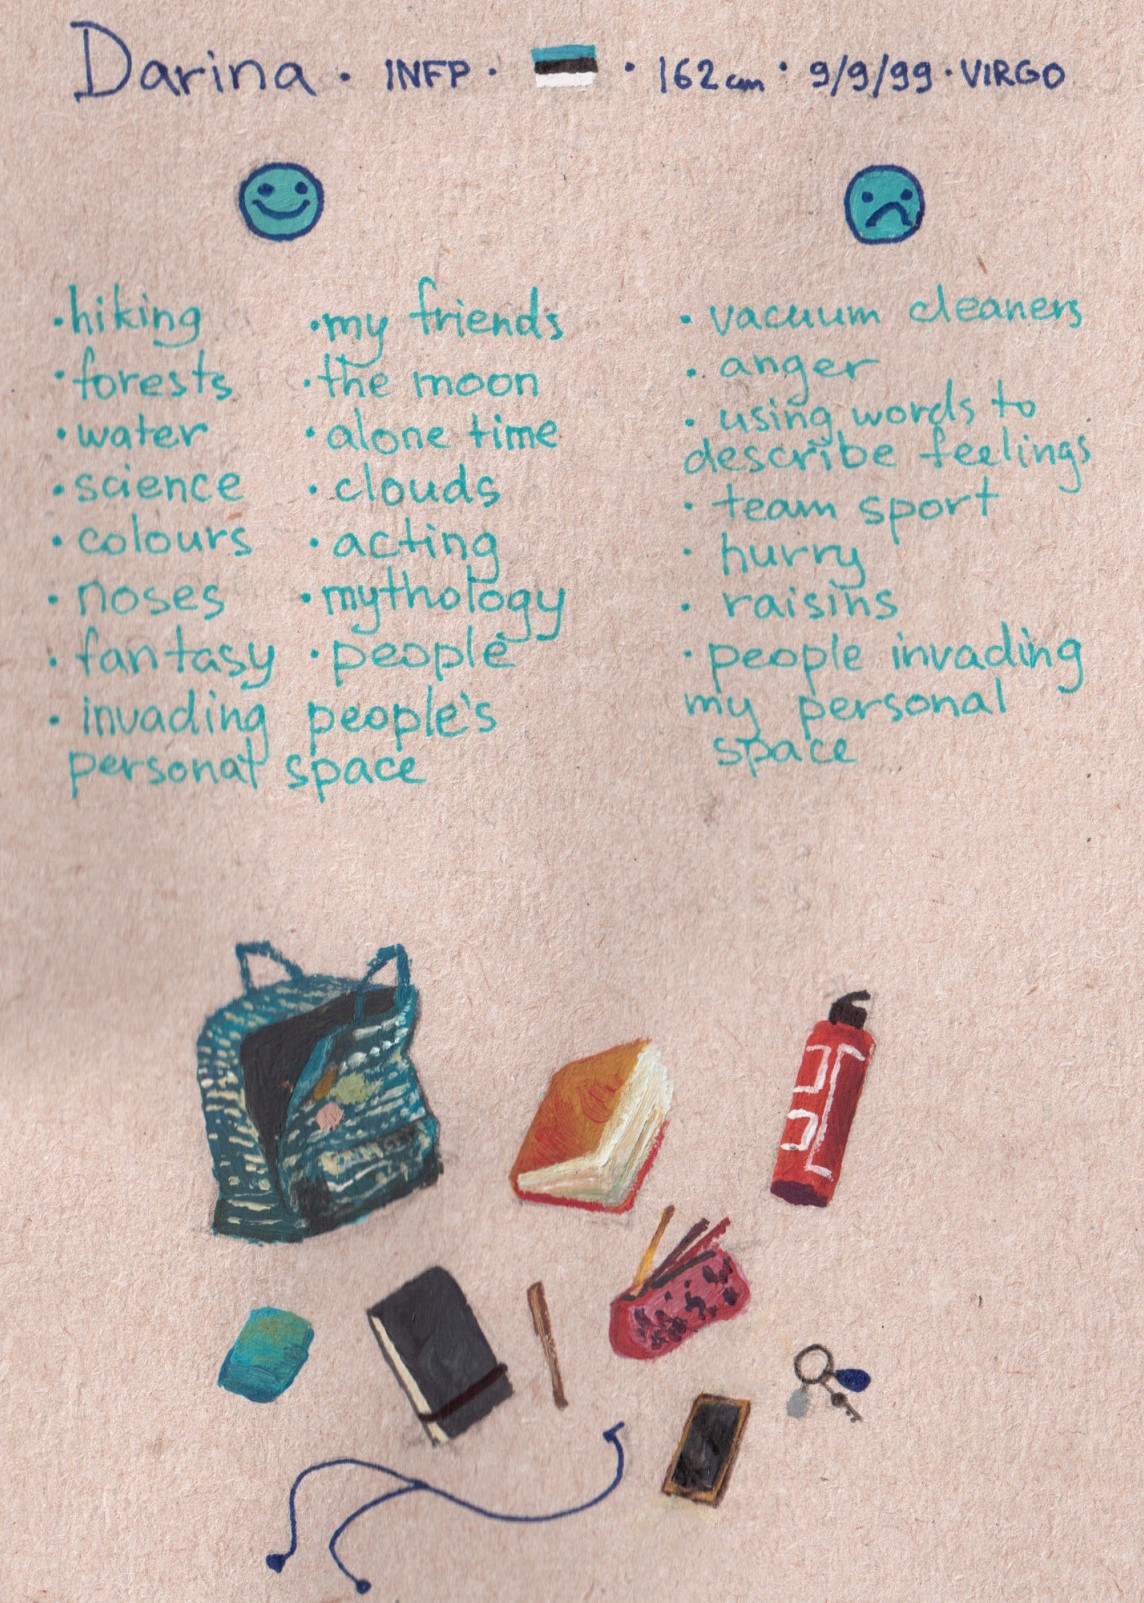 Darina · INFP · · 162 cm · 9/9/99 · VIRGO
· hiking
· forests
· water
· science
· colours
· noses
· fantasy
· invading people's
personal space
· my friends
· the moon
· alone time
· clouds
· acting
· mythology
· people
· vacuum cleaners
· anger
· using words to
describe feelings
· team sport
· hurry
· raisins
· people invading
my personal
space